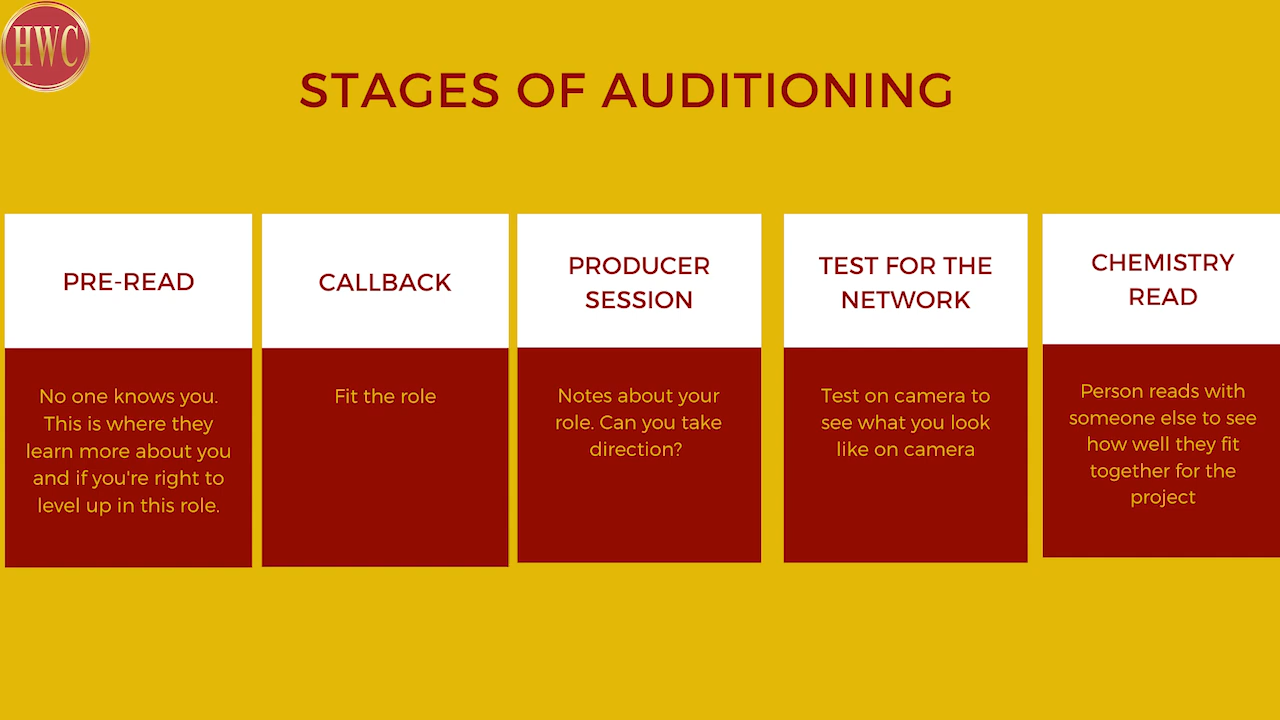 HWC
STAGES OF AUDITIONING
PRE-READ
No one knows you.
This is where they
learn more about you
and if you're right to
level up in this role.
CALLBACK
Fit the role
PRODUCER
SESSION
Notes about your
role. Can you take
direction?
TEST FOR THE
NETWORK
Test on camera to
see what you look
like on camera
CHEMISTRY
READ
Person reads with
someone else to see
how well they fit
together for the
project